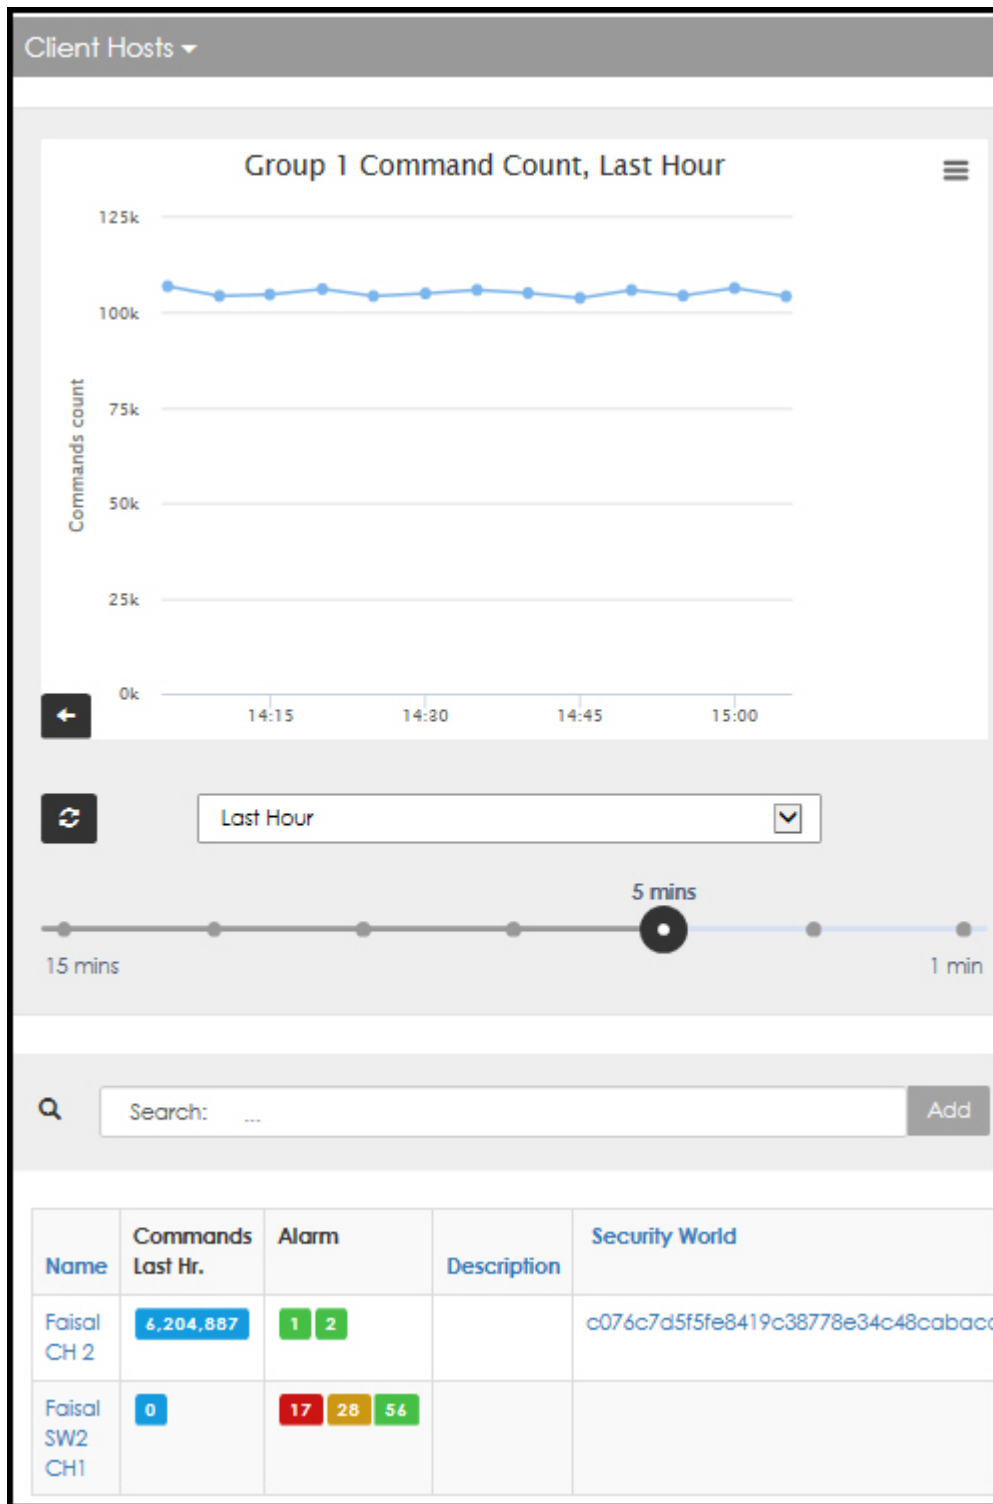 Client Hosts
Group 1 Command Count, Last Hour
125k
100k
75k
50k
25k
0k
Commands count
14:15
14:30
14:45
15:00
Last Hour
5 mins
15 mins
1 min
Search: ...
Add
Name
Commands
Last Hr.
Alarm
Description
Security World
Faisal
CH 2
6,204,887
1 2
c076c7d5f5fe8419c38778e34c48cabac
Faisal
SW2
CH1
0
17 28 56